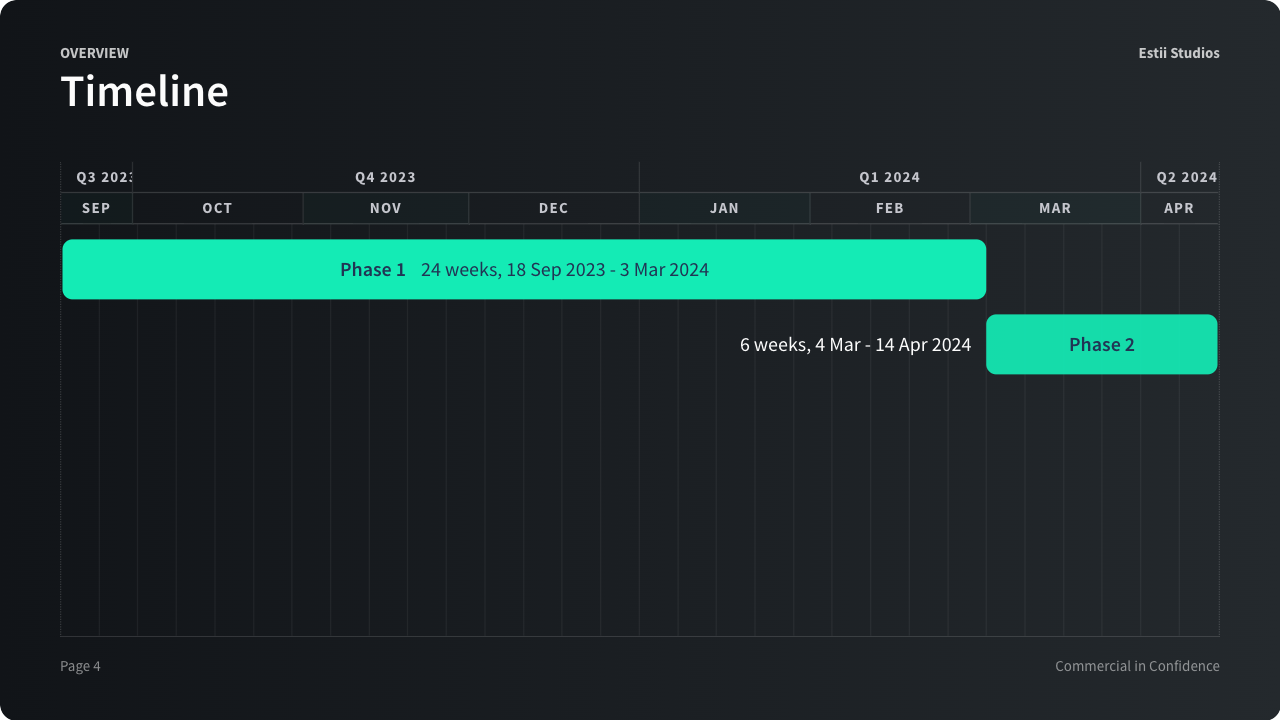 OVERVIEW
Estii Studios
Timeline
Q3 2023 Q4 2023 Q1 2024 Q2 2024
SEP OCT NOV DEC JAN FEB MAR APR
Phase 1 24 weeks, 18 Sep 2023 - 3 Mar 2024
6 weeks, 4 Mar - 14 Apr 2024 Phase 2
Page 4
Commercial in Confidence